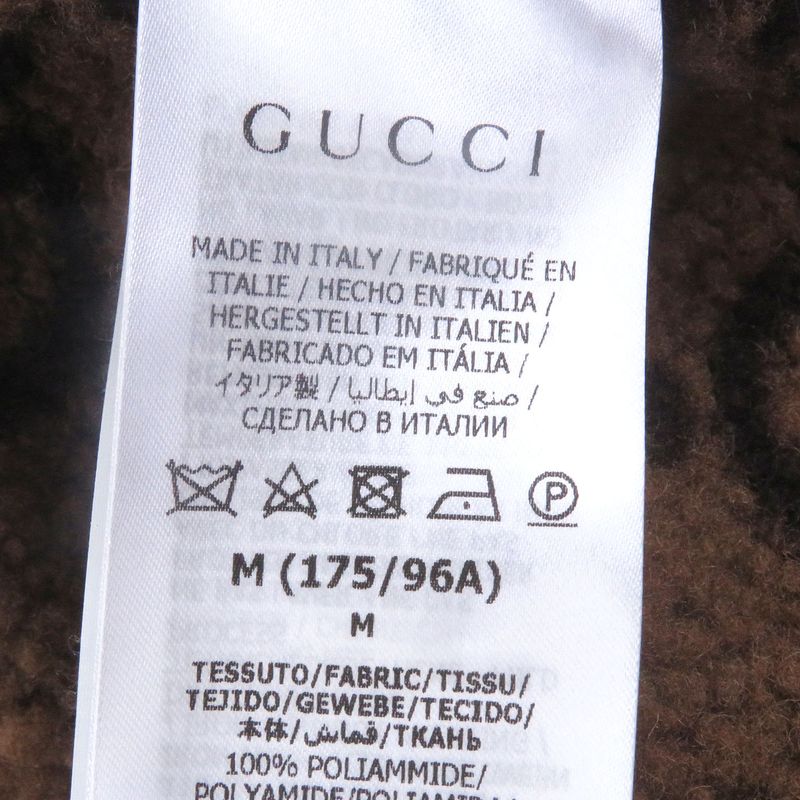 GUCCI
MADE IN ITALY / FABRIQUÉ EN
ITALIE / HECHO EN ITALIA /
HERGESTELLT IN ITALIEN /
FABRICADO EM ITÁLIA /
イタリア製 / صنع في إيطاليا /
СДЕЛАНО В ИТАЛИИ
P
M (175/96A)
M
TESSUTO/FABRIC/TISSU/
TEJIDO/GEWEBE/TECIDO/
本体/قماش/ТКАНЬ
100% POLIAMMIDE/
POLYAMIDE/POLIAMIDA/